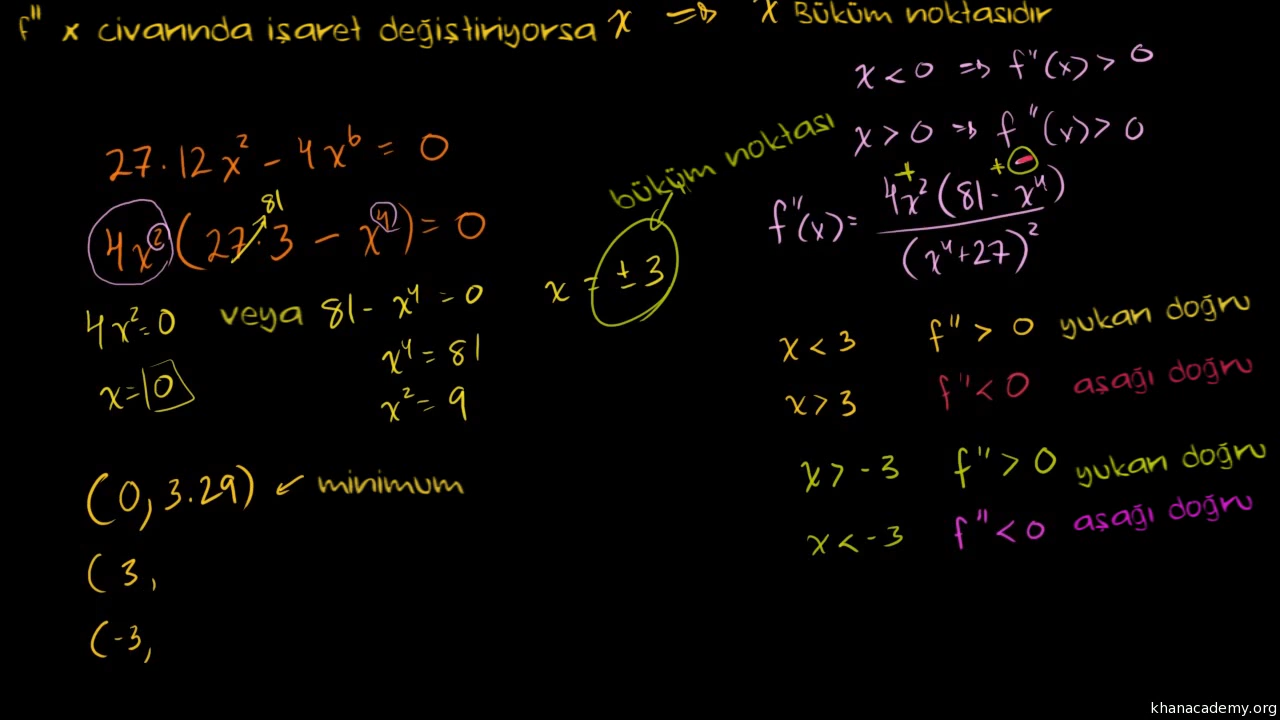 f'' x civarında işaret değiştiriyorsa x ⇒ x Büküm noktasıdır
x < 0 ⇒ f''(x) > 0
x > 0 ⇒ f''(x) > 0
27·12x² - 4x⁶ = 0
81
4x²(27·3 - x⁴) = 0
4x² = 0 veya 81 - x⁴ = 0
x = 0
x⁴ = 81
x² = 9
büküm noktası
x = ±3
+ + -
f''(x) = 4x²(81 - x⁴) / (x⁴ + 27)²
x < 3 f'' > 0 yukarı doğru
x > 3 f'' < 0 aşağı doğru
x > -3 f'' > 0 yukarı doğru
x < -3 f'' < 0 aşağı doğru
(0, 3.29) ← minimum
(3,
(-3,
khanacademy.org